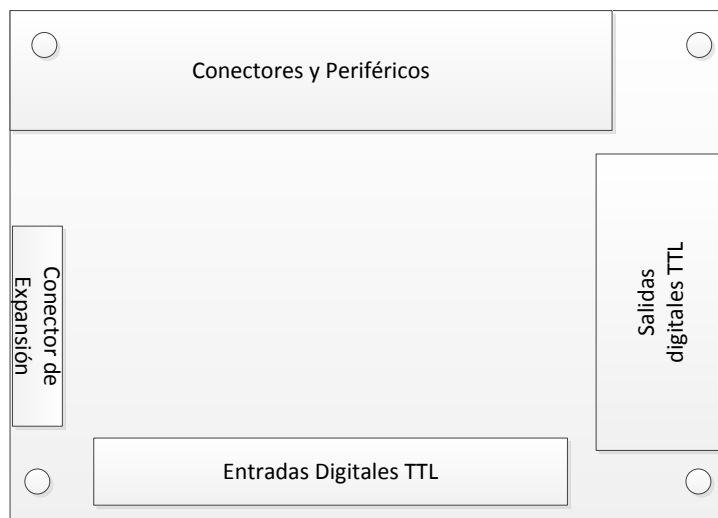 Conectores y Periféricos
Conector de
Expansión
Salidas
digitales TTL
Entradas Digitales TTL